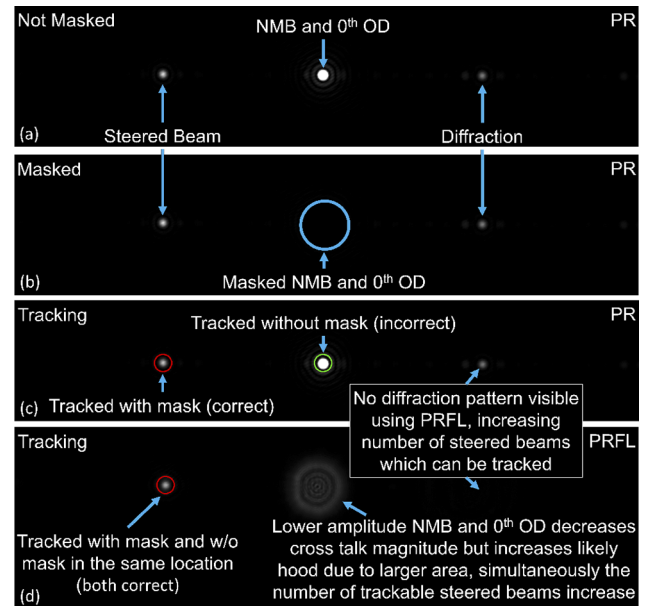 Not Masked
NMB and 0th OD
PR
Steered Beam
Diffraction
(a)
Masked
PR
Masked NMB and 0th OD
(b)
Tracking
PR
Tracked without mask (incorrect)
Tracked with mask (correct)
(c)
No diffraction pattern visible
using PRFL, increasing
number of steered beams
which can be tracked
Tracking
PRFL
Tracked with mask and w/o
mask in the same location
(both correct)
Lower amplitude NMB and 0th OD decreases
cross talk magnitude but increases likely
hood due to larger area, simultaneously the
number of trackable steered beams increase
(d)